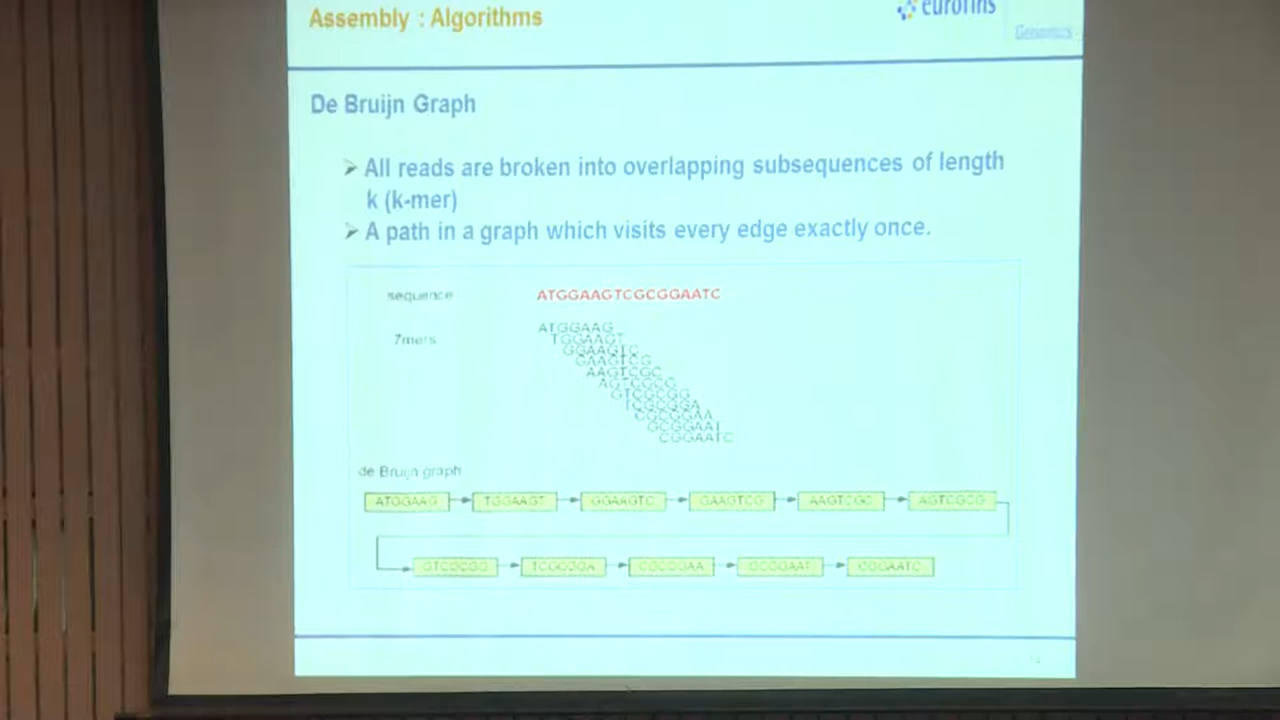 Assembly : Algorithms
eurofins
Genomics
De Bruijn Graph
➢ All reads are broken into overlapping subsequences of length
k (k-mer)
➢ A path in a graph which visits every edge exactly once.
sequence ATGGAAGTCGCGGAATC
7mers
ATGGAAG
TGGAAGT
GGAAGTC
GAAGTCG
AAGTCGC
AGTCGCG
GTCGCGG
TCGCGGA
CGCGGAA
GCGGAAT
CGGAATC
de Bruijn graph
ATGGAAG TGGAAGT GGAAGTC GAAGTCG AAGTCGC AGTCGCG
GTCGCGG TCGCGGA CGCGGAA GCGGAAT CGGAATC